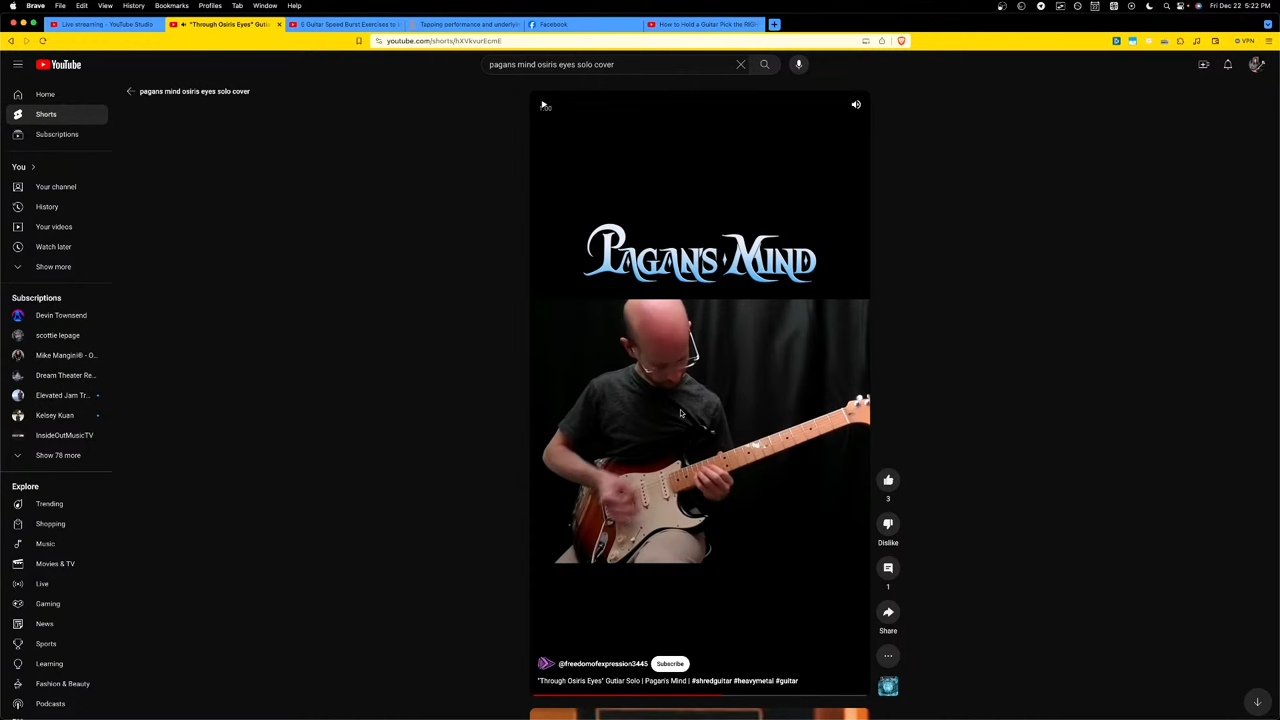 Brave File Edit View History Bookmarks Profiles Tab Window Help
Fri Dec 22 5:22 PM
Live streaming - YouTube Studio
"Through Osiris Eyes" Gutia
6 Guitar Speed Burst Exercises to
Tapping performance and underlyin
Facebook
How to Hold a Guitar Pick the RIG
youtube.com/shorts/
VPN
YouTube
pagans mind osiris eyes solo cover
Home
Shorts
Subscriptions
You
Your channel
History
Your videos
Watch later
Show more
Subscriptions
Devin Townsend
scottie lepage
Mike Mangini® - O...
Dream Theater Re...
Elevated Jam Tr...
Kelsey Kuan
InsideOutMusicTV
Show 78 more
Explore
Trending
Shopping
Music
Movies & TV
Live
Gaming
News
Sports
Learning
Fashion & Beauty
Podcasts
pagans mind osiris eyes solo cover
PAGAN'S MIND
3
Dislike
1
Share
@freedomofexpression3445 Subscribe
"Through Osiris Eyes" Gutiar Solo | Pagan's Mind | #shredguitar #heavymetal #guitar